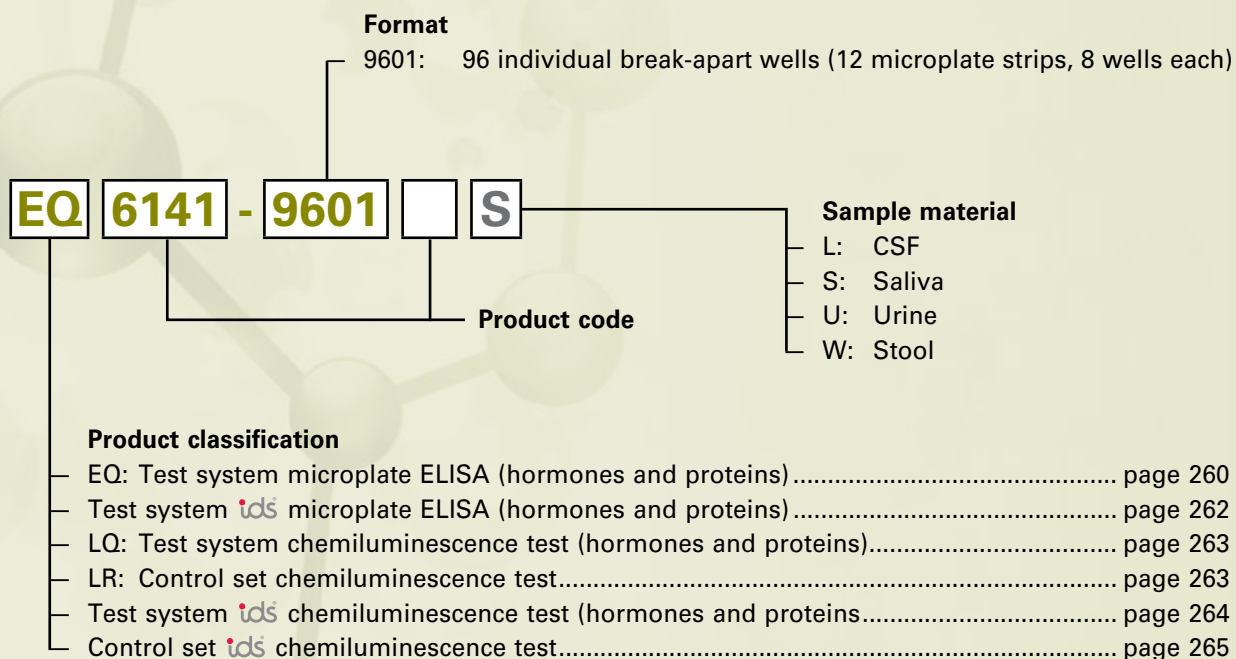 Format
9601: 96 individual break-apart wells (12 microplate strips, 8 wells each)
EQ 6141 - 9601 S
Sample material
L: CSF
S: Saliva
U: Urine
W: Stool
Product code
Product classification
EQ: Test system microplate ELISA (hormones and proteins) ................................................ page 260
Test system ids microplate ELISA (hormones and proteins) ................................................ page 262
LQ: Test system chemiluminescence test (hormones and proteins)..................................... page 263
LR: Control set chemiluminescence test................................................................................ page 263
Test system ids chemiluminescence test (hormones and proteins...................................... page 264
Control set ids chemiluminescence test................................................................................ page 265